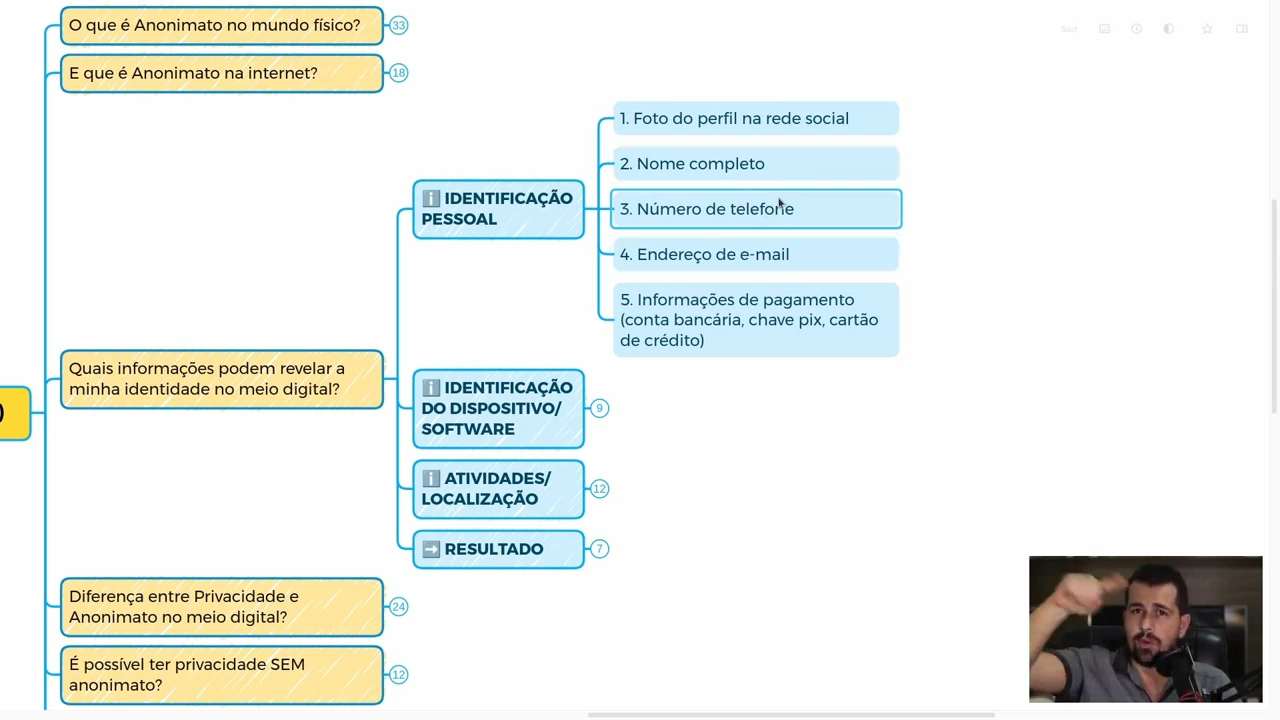 O que é Anonimato no mundo físico?
33
E que é Anonimato na internet?
18
Sair
1. Foto do perfil na rede social
2. Nome completo
3. Número de telefone
4. Endereço de e-mail
5. Informações de pagamento
(conta bancária, chave pix, cartão
de crédito)
IDENTIFICAÇÃO
PESSOAL
Quais informações podem revelar a
minha identidade no meio digital?
IDENTIFICAÇÃO
DO DISPOSITIVO/
SOFTWARE
9
ATIVIDADES/
LOCALIZAÇÃO
12
RESULTADO
7
)
Diferença entre Privacidade e
Anonimato no meio digital?
24
É possível ter privacidade SEM
anonimato?
12